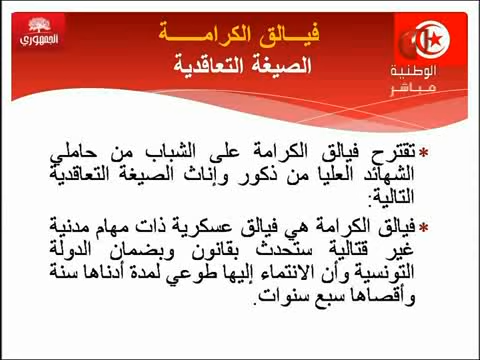 الجمهوري
فيالق الكرامة
الصيغة التعاقدية
الوطنية
مباشر
تقترح فيالق الكرامة على الشباب من حاملي
الشهائد العليا من ذكور وإناث الصيغة التعاقدية
التالية:
فيالق الكرامة هي فيالق عسكرية ذات مهام مدنية
غير قتالية ستحدث بقانون وبضمان الدولة
التونسية وأن الانتماء إليها طوعي لمدة أدناها سنة
وأقصاها سبع سنوات.